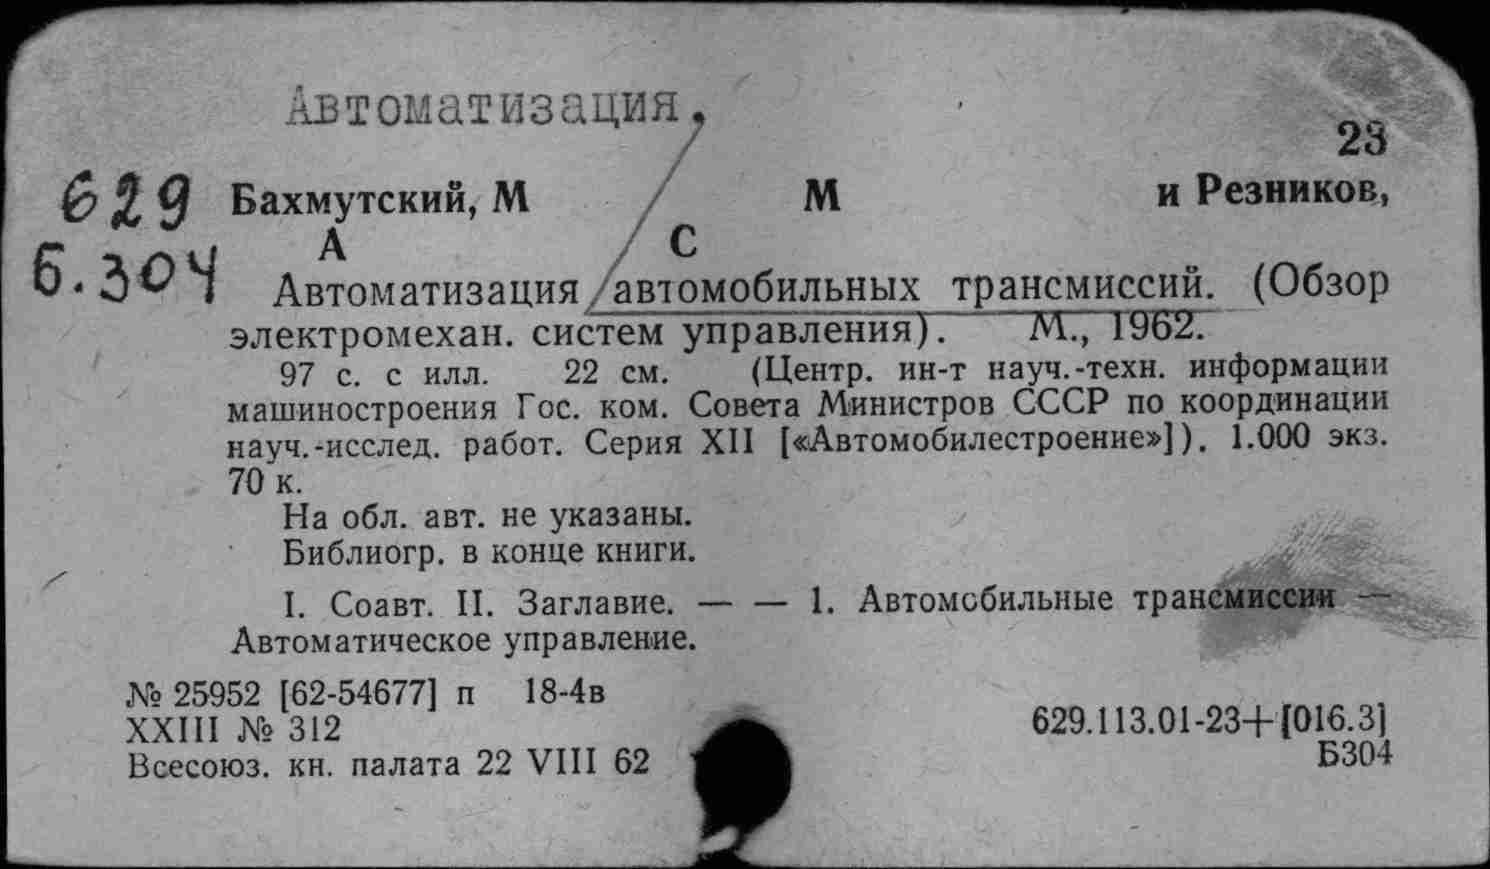 Автоматизация.
23
629 Бахмутский, М М и Резников,
А С
Б.304
Автоматизация автомобильных трансмиссий. (Обзор
электромехан. систем управления). М., 1962.
97 с. с илл. 22 см. (Центр. ин-т науч.-техн. информации
машиностроения Гос. ком. Совета Министров СССР по координации
науч.-исслед. работ. Серия XII [«Автомобилестроение»]). 1.000 экз.
70 к.
На обл. авт. не указаны.
Библиогр. в конце книги.
I. Соавт. II. Заглавие. — — 1. Автомобильные трансмиссии —
Автоматическое управление.
№ 25952 [62-54677] п 18-4в
XXIII № 312
629.113.01-23+[016.3]
Всесоюз. кн. палата 22 VIII 62
Б304